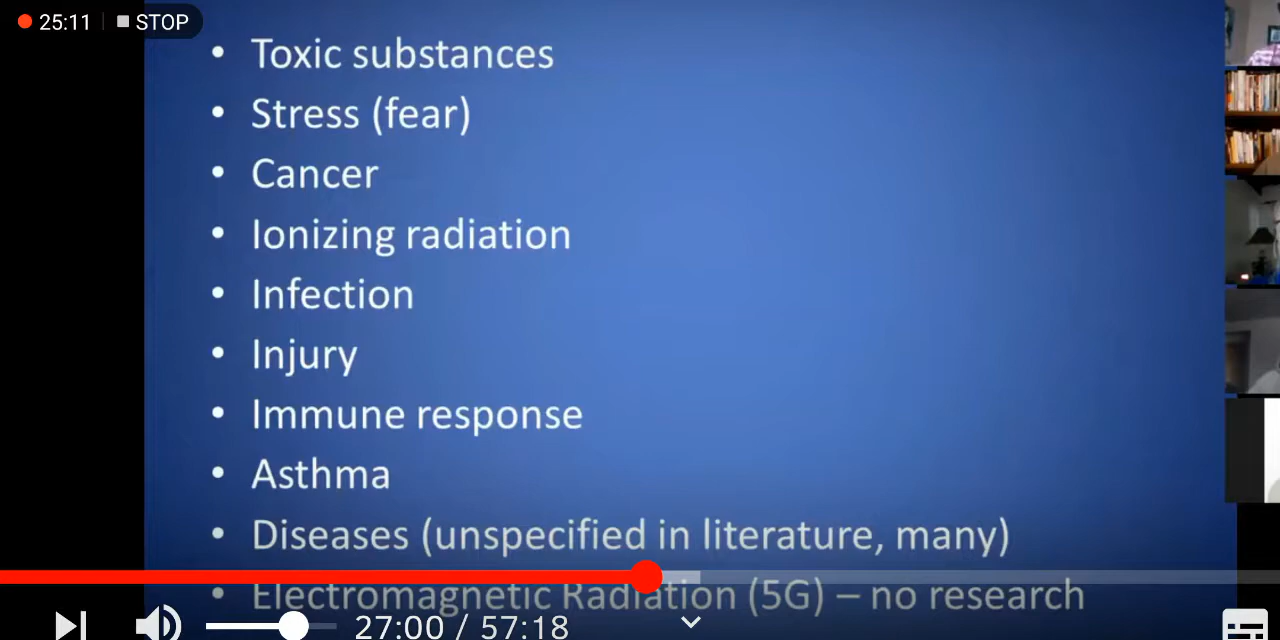 25:11 STOP
• Toxic substances
• Stress (fear)
• Cancer
• Ionizing radiation
• Infection
• Injury
• Immune response
• Asthma
• Diseases (unspecified in literature, many)
• Electromagnetic Radiation (5G) – no research
27:00 / 57:18